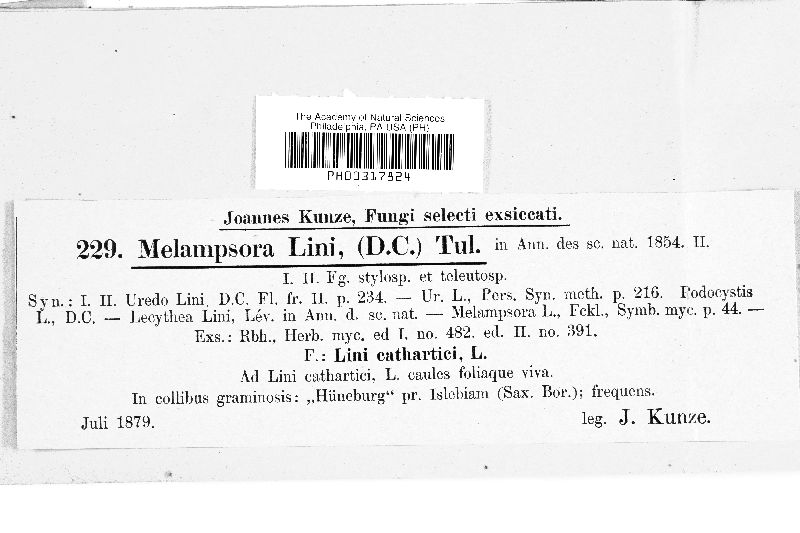 The Academy of Natural Sciences
Philadelphia, PA USA (PH)
PH00317824
Joannes Kunze, Fungi selecti exsiccati.
229. Melampsora Lini, (D.C.) Tul. in Ann. des sc. nat. 1854. II.
I. II. Fg. stylosp. et teleutosp.
Syn.: I. II. Uredo Lini, D.C. Fl. fr. II. p. 234. — Ur. L., Pers. Syn. meth. p. 216. Podocystis
L., D.C. — Lecythea Lini, Lév. in Ann. d. sc. nat. — Melampsora L., Fckl., Symb. myc. p. 44. —
Exs.: Rbh., Herb. myc. ed I. no. 482. ed. II. no. 391.
F.: Lini cathartici, L.
Ad Lini cathartici, L. caules foliaque viva.
In collibus graminosis: „Hüneburg“ pr. Islebiam (Sax. Bor.); frequens.
Juli 1879. leg. J. Kunze.